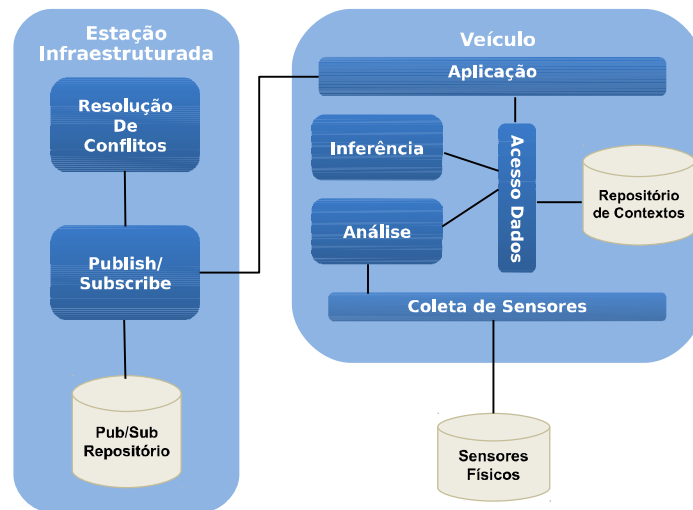 Estação
Infraestruturada
Resolução
De
Conflitos
Publish/
Subscribe
Pub/Sub
Repositório
Veículo
Aplicação
Inferência
Análise
Acesso Dados
Repositório
de Contextos
Coleta de Sensores
Sensores
Físicos